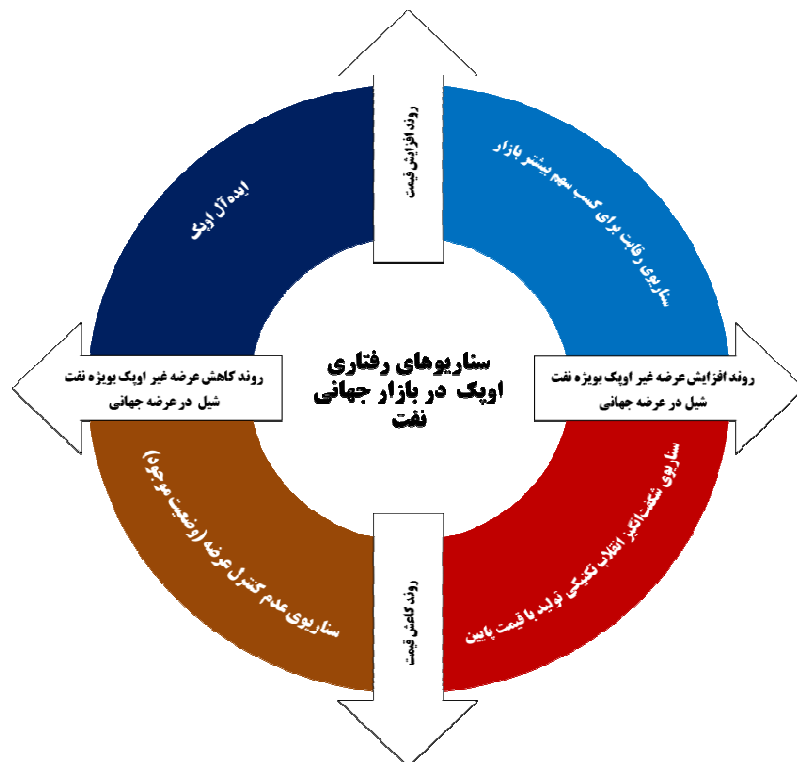 روند افزایش قیمت
ایده آل اوپک
سناریوی رقابت برای کسب سهم بیشتر بازار
سناریوهای رفتاری
اوپک در بازار جهانی
نفت
روند افزایش عرضه غیر اوپک بویژه نفت
شیل در عرضه جهانی
روند کاهش عرضه غیر اوپک بویژه نفت
شیل در عرضه جهانی
سناریوی شگفت‌انگیز انقلاب تکنیکی تولید با قیمت پایین
سناریوی عدم کنترل عرضه (وضعیت موجود)
روند کاهش قیمت